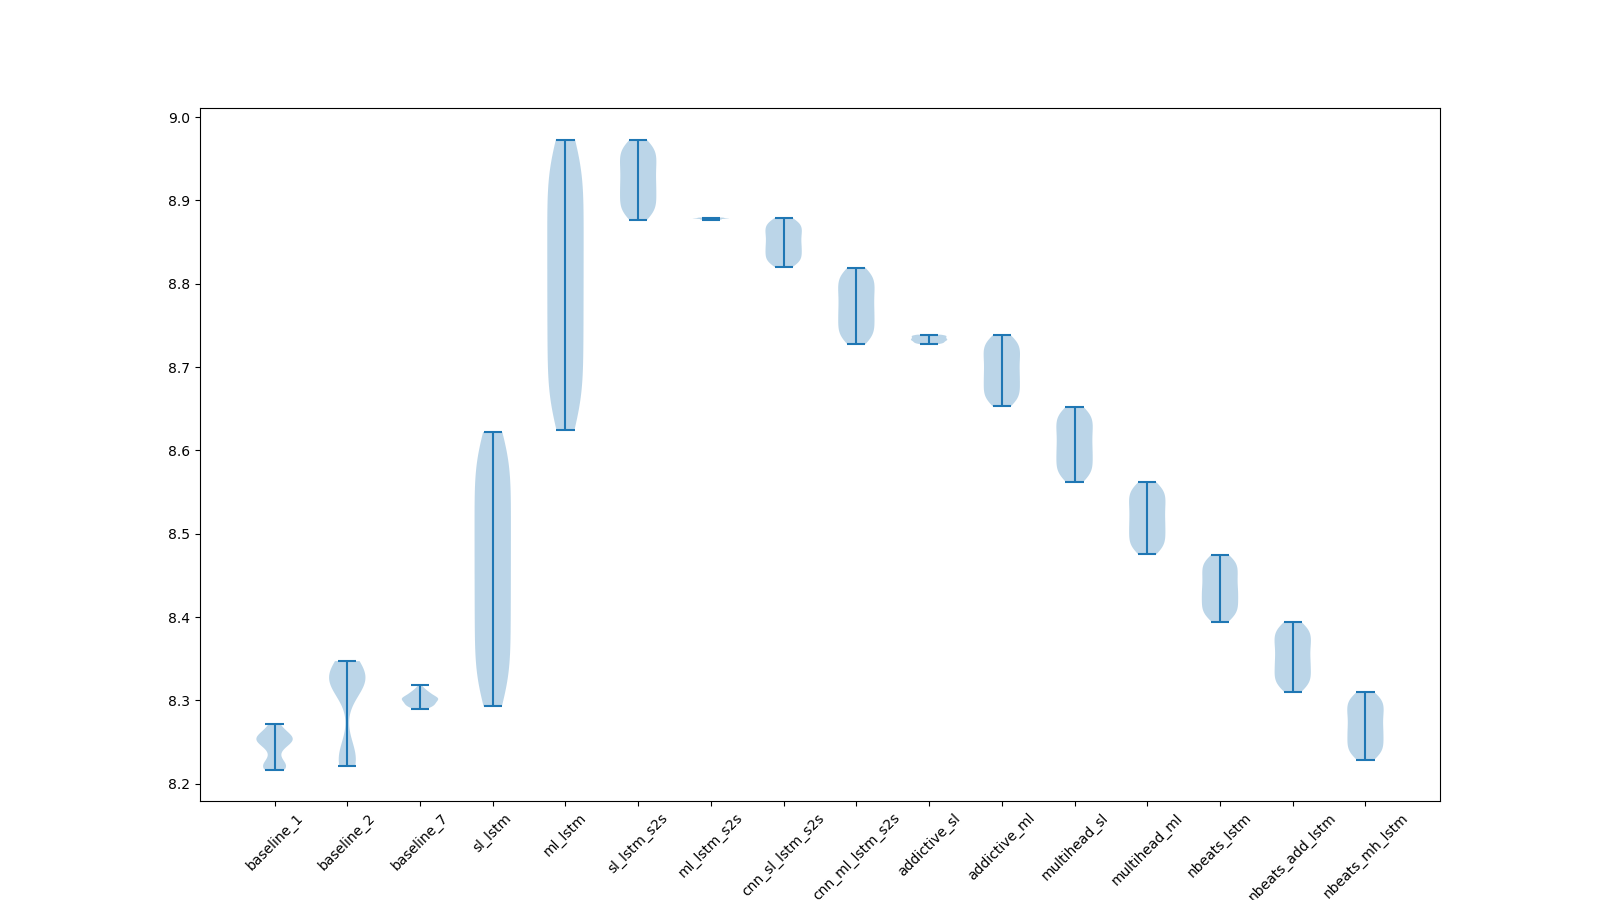 9.0
8.9
8.8
8.7
8.6
8.5
8.4
8.3
8.2
baseline_1
baseline_2
baseline_7
sl_lstm
ml_lstm
sl_lstm_s2s
ml_lstm_s2s
cnn_sl_lstm_s2s
cnn_ml_lstm_s2s
addictive_sl
addictive_ml
multihead_sl
multihead_ml
nbeats_lstm
nbeats_add_lstm
nbeats_mh_lstm